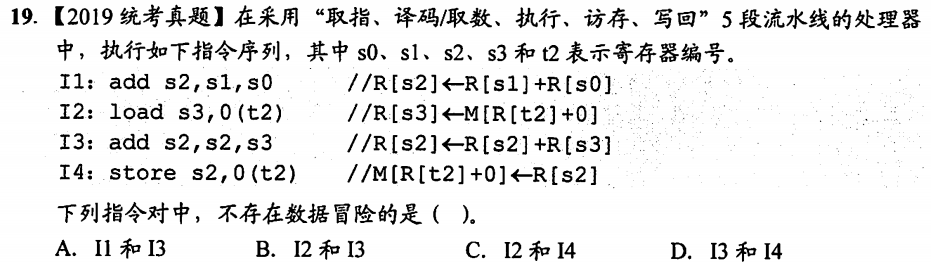 19.【2019 统考真题】在采用“取指、译码/取数、执行、访存、写回”5 段流水线的处理器
中，执行如下指令序列，其中 s0、s1、s2、s3 和 t2 表示寄存器编号。
I1: add s2,s1,s0 //R[s2]←R[s1]+R[s0]
I2: load s3,0(t2) //R[s3]←M[R[t2]+0]
I3: add s2,s2,s3 //R[s2]←R[s2]+R[s3]
I4: store s2,0(t2) //M[R[t2]+0]←R[s2]
下列指令对中，不存在数据冒险的是（ ）。
A. I1 和 I3 B. I2 和 I3 C. I2 和 I4 D. I3 和 I4